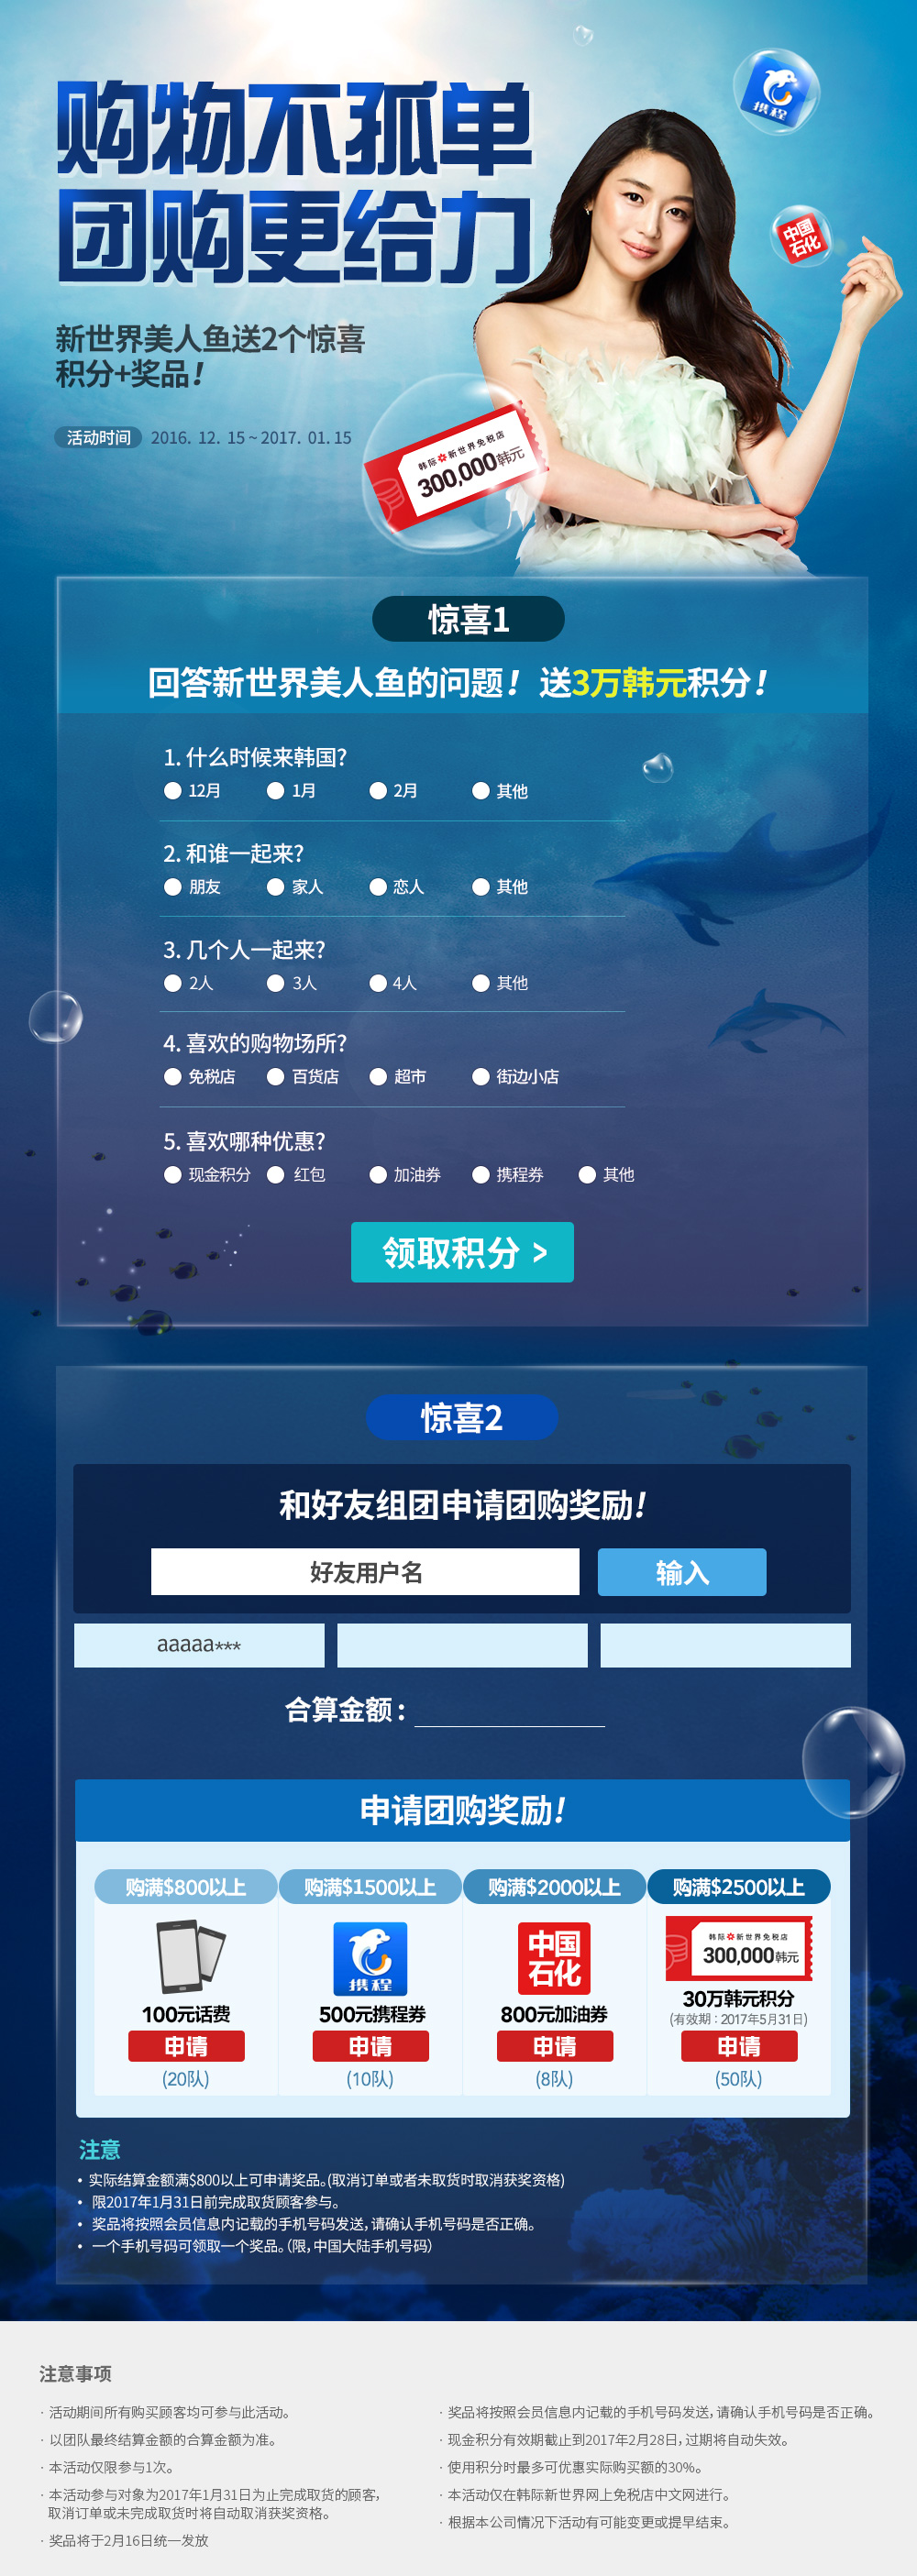 购物不孤单
团购更给力
携程
中国
石化
新世界美人鱼送2个惊喜
积分+奖品!
活动时间 2016. 12. 15 ~ 2017. 01. 15
韩际新世界免税店
300,000韩元
惊喜1
回答新世界美人鱼的问题! 送3万韩元积分!
1. 什么时候来韩国?
12月 1月 2月 其他
2. 和谁一起来?
朋友 家人 恋人 其他
3. 几个人一起来?
2人 3人 4人 其他
4. 喜欢的购物场所?
免税店 百货店 超市 街边小店
5. 喜欢哪种优惠?
现金积分 红包 加油券 携程券 其他
领取积分 >
惊喜2
和好友组团申请团购奖励!
好友用户名 输入
aaaaa***
合算金额 :
申请团购奖励!
购满$800以上 购满$1500以上 购满$2000以上 购满$2500以上
携程
中国
石化
韩际新世界免税店
300,000韩元
100元话费 500元携程券 800元加油券 30万韩元积分
(有效期 : 2017年5月31日)
申请 申请 申请 申请
(20队) (10队) (8队) (50队)
注意
• 实际结算金额满$800以上可申请奖品。(取消订单或者未取货时取消获奖资格)
• 限2017年1月31日前完成取货顾客参与。
• 奖品将按照会员信息内记载的手机号码发送, 请确认手机号码是否正确。
• 一个手机号码可领取一个奖品。(限, 中国大陆手机号码)
注意事项
· 活动期间所有购买顾客均可参与此活动。
· 以团队最终结算金额的合算金额为准。
· 本活动仅限参与1次。
· 本活动参与对象为2017年1月31日为止完成取货的顾客,
取消订单或未完成取货时将自动取消获奖资格。
· 奖品将于2月16日统一发放
· 奖品将按照会员信息内记载的手机号码发送, 请确认手机号码是否正确。
· 现金积分有效期截止到2017年2月28日, 过期将自动失效。
· 使用积分时最多可优惠实际购买额的30%。
· 本活动仅在韩际新世界网上免税店中文网进行。
· 根据本公司情况下活动有可能变更或提早结束。